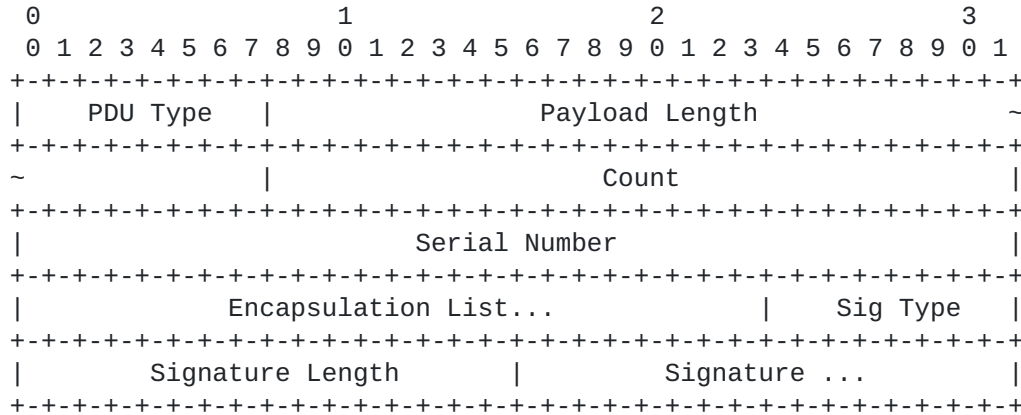 0                   1                   2                   3
 0 1 2 3 4 5 6 7 8 9 0 1 2 3 4 5 6 7 8 9 0 1 2 3 4 5 6 7 8 9 0 1
+-+-+-+-+-+-+-+-+-+-+-+-+-+-+-+-+-+-+-+-+-+-+-+-+-+-+-+-+-+-+-+-+
|    PDU Type   |                 Payload Length                ~
+-+-+-+-+-+-+-+-+-+-+-+-+-+-+-+-+-+-+-+-+-+-+-+-+-+-+-+-+-+-+-+-+
~               |                     Count                     |
+-+-+-+-+-+-+-+-+-+-+-+-+-+-+-+-+-+-+-+-+-+-+-+-+-+-+-+-+-+-+-+-+
|                         Serial Number                         |
+-+-+-+-+-+-+-+-+-+-+-+-+-+-+-+-+-+-+-+-+-+-+-+-+-+-+-+-+-+-+-+-+
|             Encapsulation List...             |    Sig Type   |
+-+-+-+-+-+-+-+-+-+-+-+-+-+-+-+-+-+-+-+-+-+-+-+-+-+-+-+-+-+-+-+-+
|        Signature Length       |         Signature ...         |
+-+-+-+-+-+-+-+-+-+-+-+-+-+-+-+-+-+-+-+-+-+-+-+-+-+-+-+-+-+-+-+-+